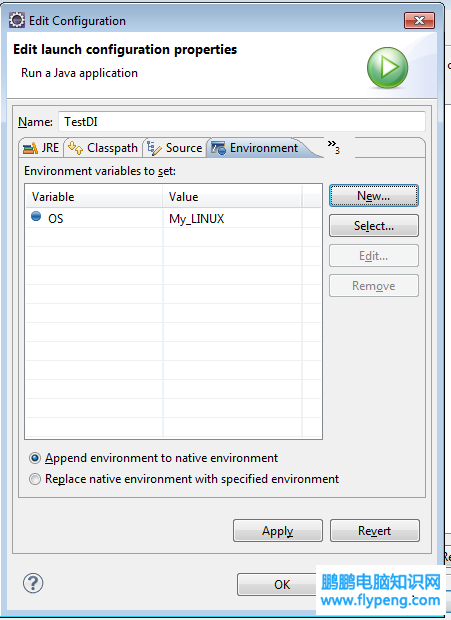 Edit Configuration
Edit launch configuration properties
Run a Java application
Name: TestDI
JRE Classpath Source Environment »3
Environment variables to set:
Variable Value
OS My_LINUX
New...
Select...
Edit...
Remove
Append environment to native environment
Replace native environment with specified environment
Apply Revert
OK
鹏鹏电脑知识网
www.flypeng.com